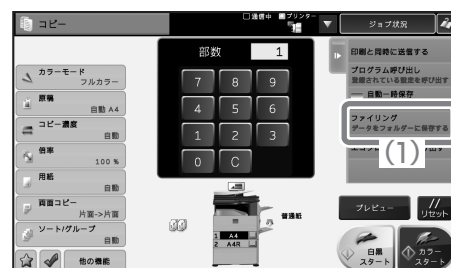 コピー
通信中
プリンター
ジョブ状況
カラーモード
フルカラー
原稿
自動 A4
コピー濃度
自動
倍率
100 %
用紙
自動
両面コピー
片面->片面
ソート/グループ
自動
他の機能
部数 1
7 8 9
4 5 6
1 2 3
0 C
普通紙
1 A4
2 A4R
印刷と同時に送信する
プログラム呼び出し
登録されている設定を呼び出す
自動一時保存
ファイリング
データをフォルダーに保存する
(1)
プレビュー
リセット
白黒
スタート
カラー
スタート